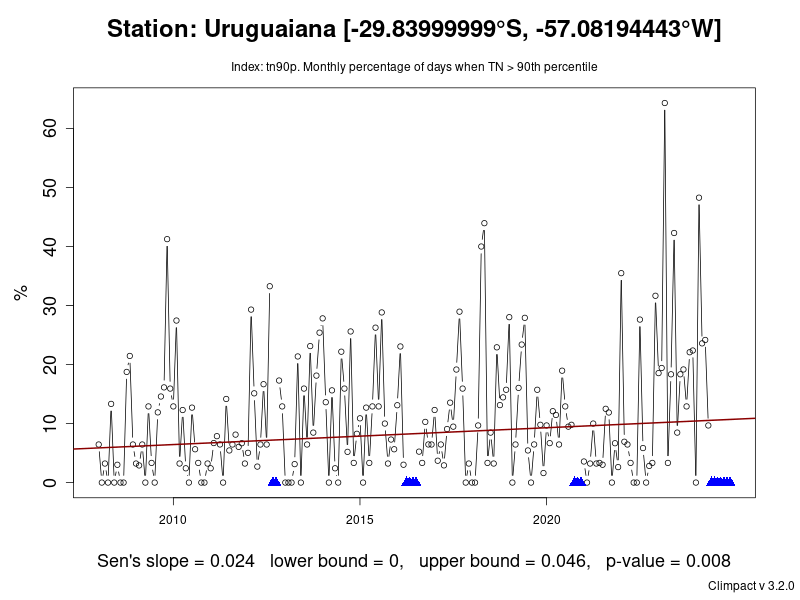 Station: Uruguaiana [-29.83999999°S, -57.08194443°W]
Index: tn90p. Monthly percentage of days when TN > 90th percentile
60
50
40
30
20
10
0
%
2010 2015 2020
Sen's slope = 0.024 lower bound = 0, upper bound = 0.046, p-value = 0.008
Climpact v 3.2.0